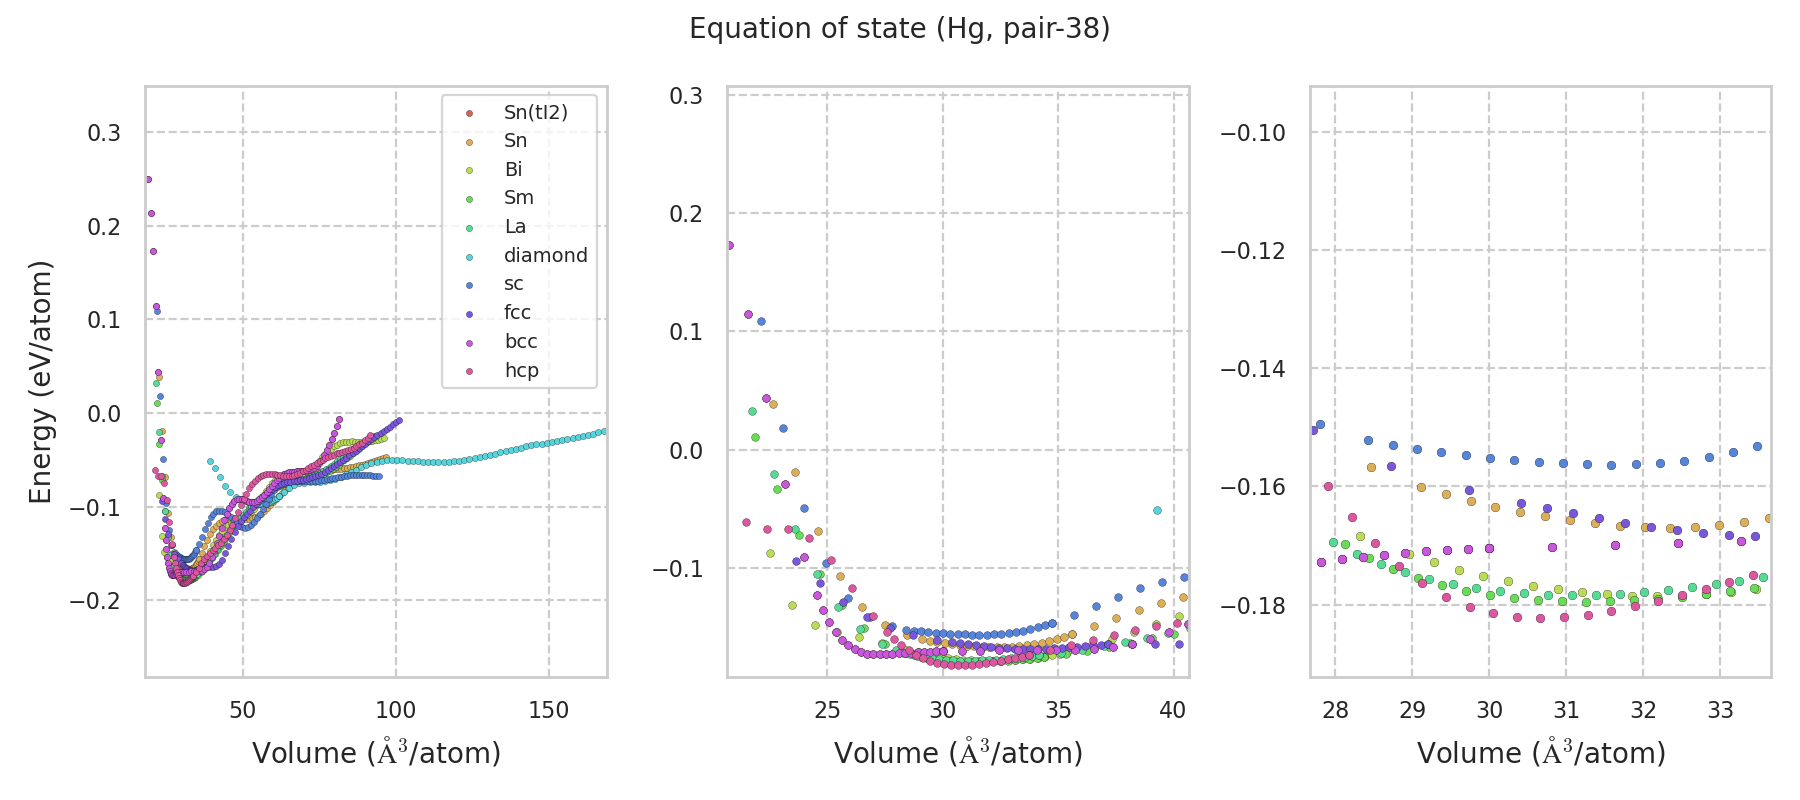 Equation of state (Hg, pair-38)
Energy (eV/atom)
0.3
0.2
0.1
0.0
−0.1
−0.2
50
100
150
Volume (Å³/atom)
Sn(tI2)
Sn
Bi
Sm
La
diamond
sc
fcc
bcc
hcp
0.3
0.2
0.1
0.0
−0.1
25
30
35
40
Volume (Å³/atom)
−0.10
−0.12
−0.14
−0.16
−0.18
28
29
30
31
32
33
Volume (Å³/atom)